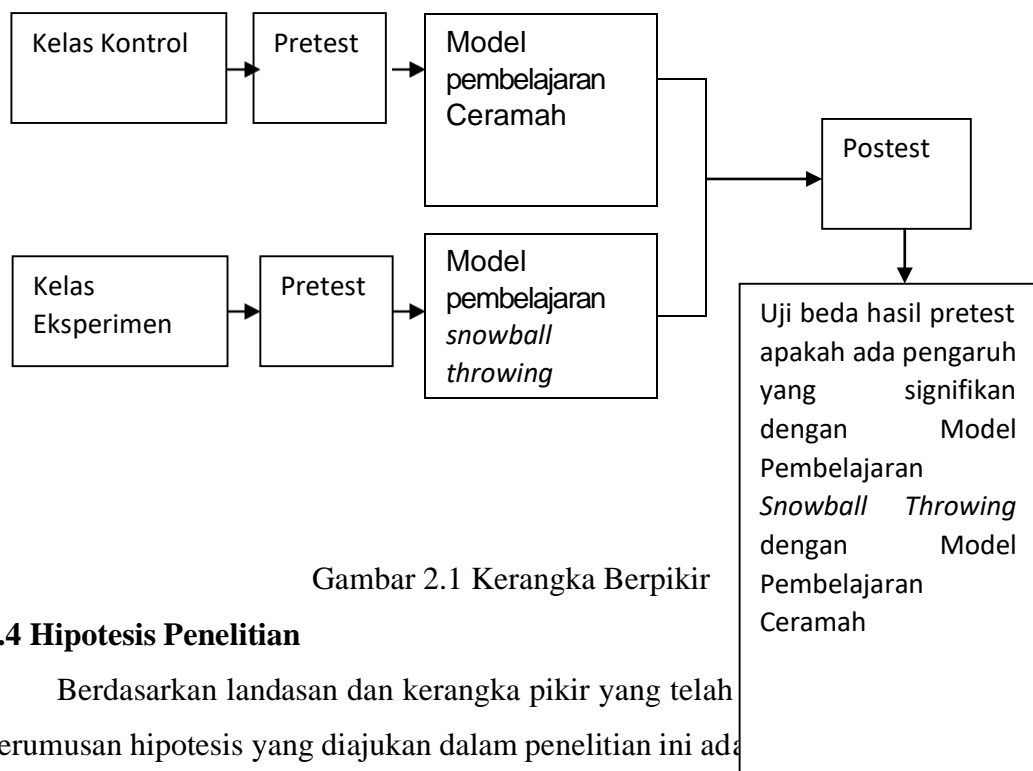 Kelas Kontrol
Pretest
Model
pembelajaran
Ceramah
Postest
Kelas
Eksperimen
Pretest
Model
pembelajaran
snowball
throwing
Uji beda hasil pretest
apakah ada pengaruh
yang signifikan
dengan Model
Pembelajaran
Snowball Throwing
dengan Model
Pembelajaran
Ceramah
Gambar 2.1 Kerangka Berpikir
.4 Hipotesis Penelitian
Berdasarkan landasan dan kerangka pikir yang telah
erumusan hipotesis yang diajukan dalam penelitian ini